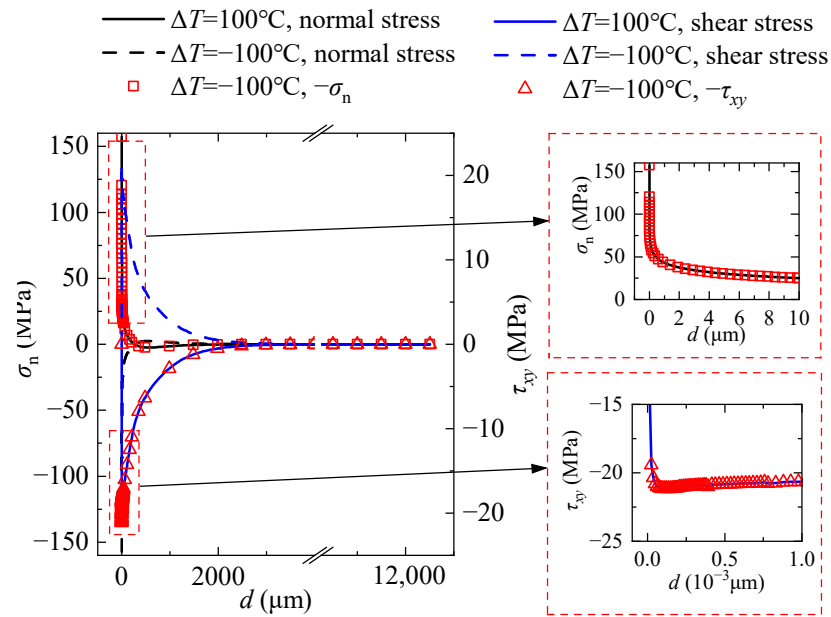 ΔT=100℃, normal stress
ΔT=−100℃, normal stress
ΔT=−100℃, −σn
ΔT=100℃, shear stress
ΔT=−100℃, shear stress
ΔT=−100℃, −τxy
150
100
50
0
−50
−100
−150
σn (MPa)
0 2000 12,000
d (μm)
20
10
0
−10
−20
τxy (MPa)
150
100
50
0
σn (MPa)
0 2 4 6 8 10
d (μm)
−15
−20
−25
τxy (MPa)
0.0 0.5 1.0
d (10⁻³μm)